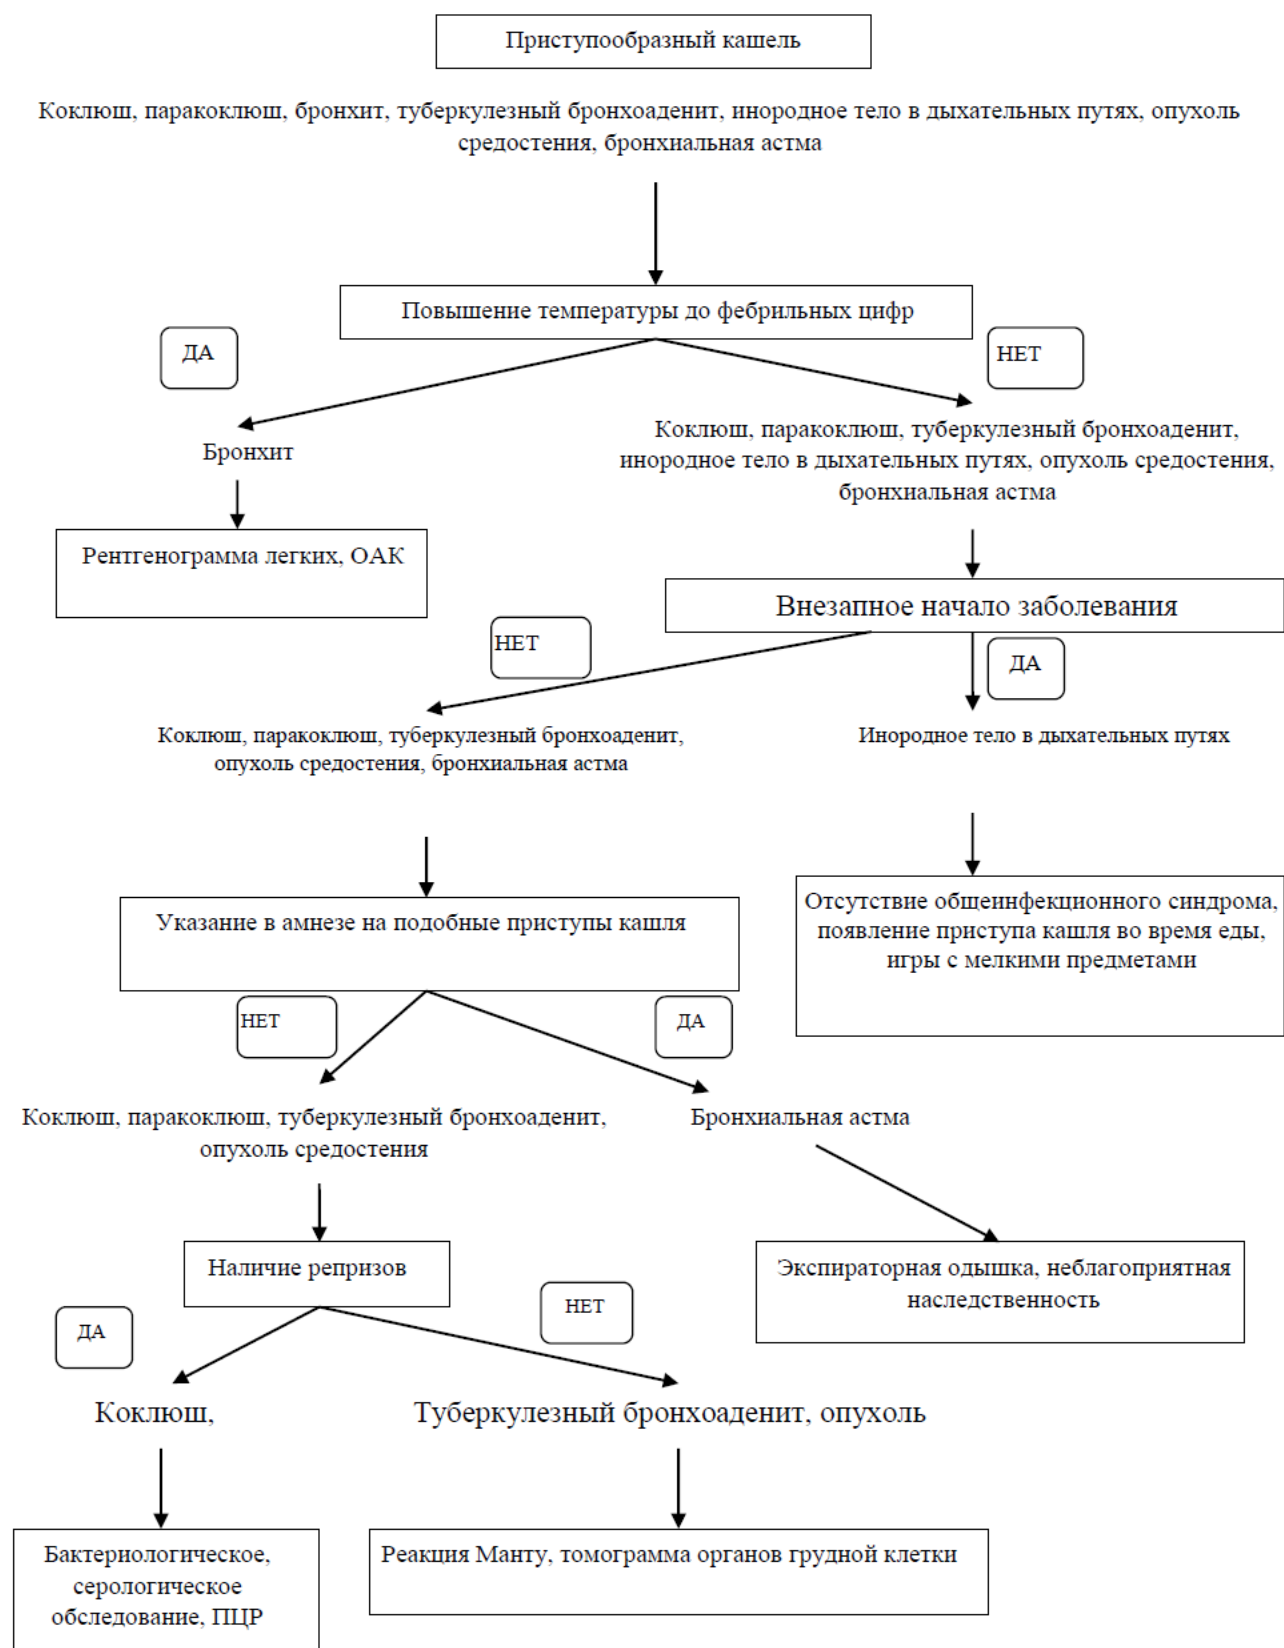 Приступообразный кашель
Коклюш, паракоклюш, бронхит, туберкулезный бронхоаденит, инородное тело в дыхательных путях, опухоль
средостения, бронхиальная астма
Повышение температуры до фебрильных цифр
ДА
НЕТ
Бронхит
Коклюш, паракоклюш, туберкулезный бронхоаденит,
инородное тело в дыхательных путях, опухоль средостения,
бронхиальная астма
Рентгенограмма легких, ОАК
Внезапное начало заболевания
НЕТ
ДА
Коклюш, паракоклюш, туберкулезный бронхоаденит,
опухоль средостения, бронхиальная астма
Инородное тело в дыхательных путях
Указание в амнезе на подобные приступы кашля
Отсутствие общеинфекционного синдрома,
появление приступа кашля во время еды,
игры с мелкими предметами
НЕТ
ДА
Коклюш, паракоклюш, туберкулезный бронхоаденит,
опухоль средостения
Бронхиальная астма
Наличие репризов
Экспираторная одышка, неблагоприятная
наследственность
ДА
НЕТ
Коклюш,
Туберкулезный бронхоаденит, опухоль
Бактериологическое,
серологическое
обследование, ПЦР
Реакция Манту, томограмма органов грудной клетки